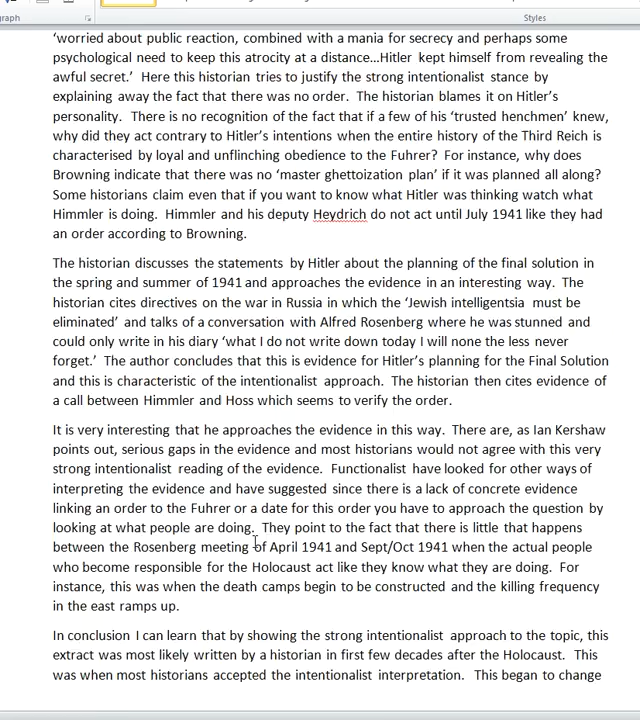 graph
Styles
‘worried about public reaction, combined with a mania for secrecy and perhaps some
psychological need to keep this atrocity at a distance…Hitler kept himself from revealing the
awful secret.’ Here this historian tries to justify the strong intentionalist stance by
explaining away the fact that there was no order. The historian blames it on Hitler’s
personality. There is no recognition of the fact that if a few of his ‘trusted henchmen’ knew,
why did they act contrary to Hitler’s intentions when the entire history of the Third Reich is
characterised by loyal and unflinching obedience to the Fuhrer? For instance, why does
Browning indicate that there was no ‘master ghettoization plan’ if it was planned all along?
Some historians claim even that if you want to know what Hitler was thinking watch what
Himmler is doing. Himmler and his deputy Heydrich do not act until July 1941 like they had
an order according to Browning.
The historian discusses the statements by Hitler about the planning of the final solution in
the spring and summer of 1941 and approaches the evidence in an interesting way. The
historian cites directives on the war in Russia in which the ‘Jewish intelligentsia must be
eliminated’ and talks of a conversation with Alfred Rosenberg where he was stunned and
could only write in his diary ‘what I do not write down today I will none the less never
forget.’ The author concludes that this is evidence for Hitler’s planning for the Final Solution
and this is characteristic of the intentionalist approach. The historian then cites evidence of
a call between Himmler and Hoss which seems to verify the order.
It is very interesting that he approaches the evidence in this way. There are, as Ian Kershaw
points out, serious gaps in the evidence and most historians would not agree with this very
strong intentionalist reading of the evidence. Functionalist have looked for other ways of
interpreting the evidence and have suggested since there is a lack of concrete evidence
linking an order to the Fuhrer or a date for this order you have to approach the question by
looking at what people are doing. They point to the fact that there is little that happens
between the Rosenberg meeting of April 1941 and Sept/Oct 1941 when the actual people
who become responsible for the Holocaust act like they know what they are doing. For
instance, this was when the death camps begin to be constructed and the killing frequency
in the east ramps up.
In conclusion I can learn that by showing the strong intentionalist approach to the topic, this
extract was most likely written by a historian in first few decades after the Holocaust. This
was when most historians accepted the intentionalist interpretation. This began to change